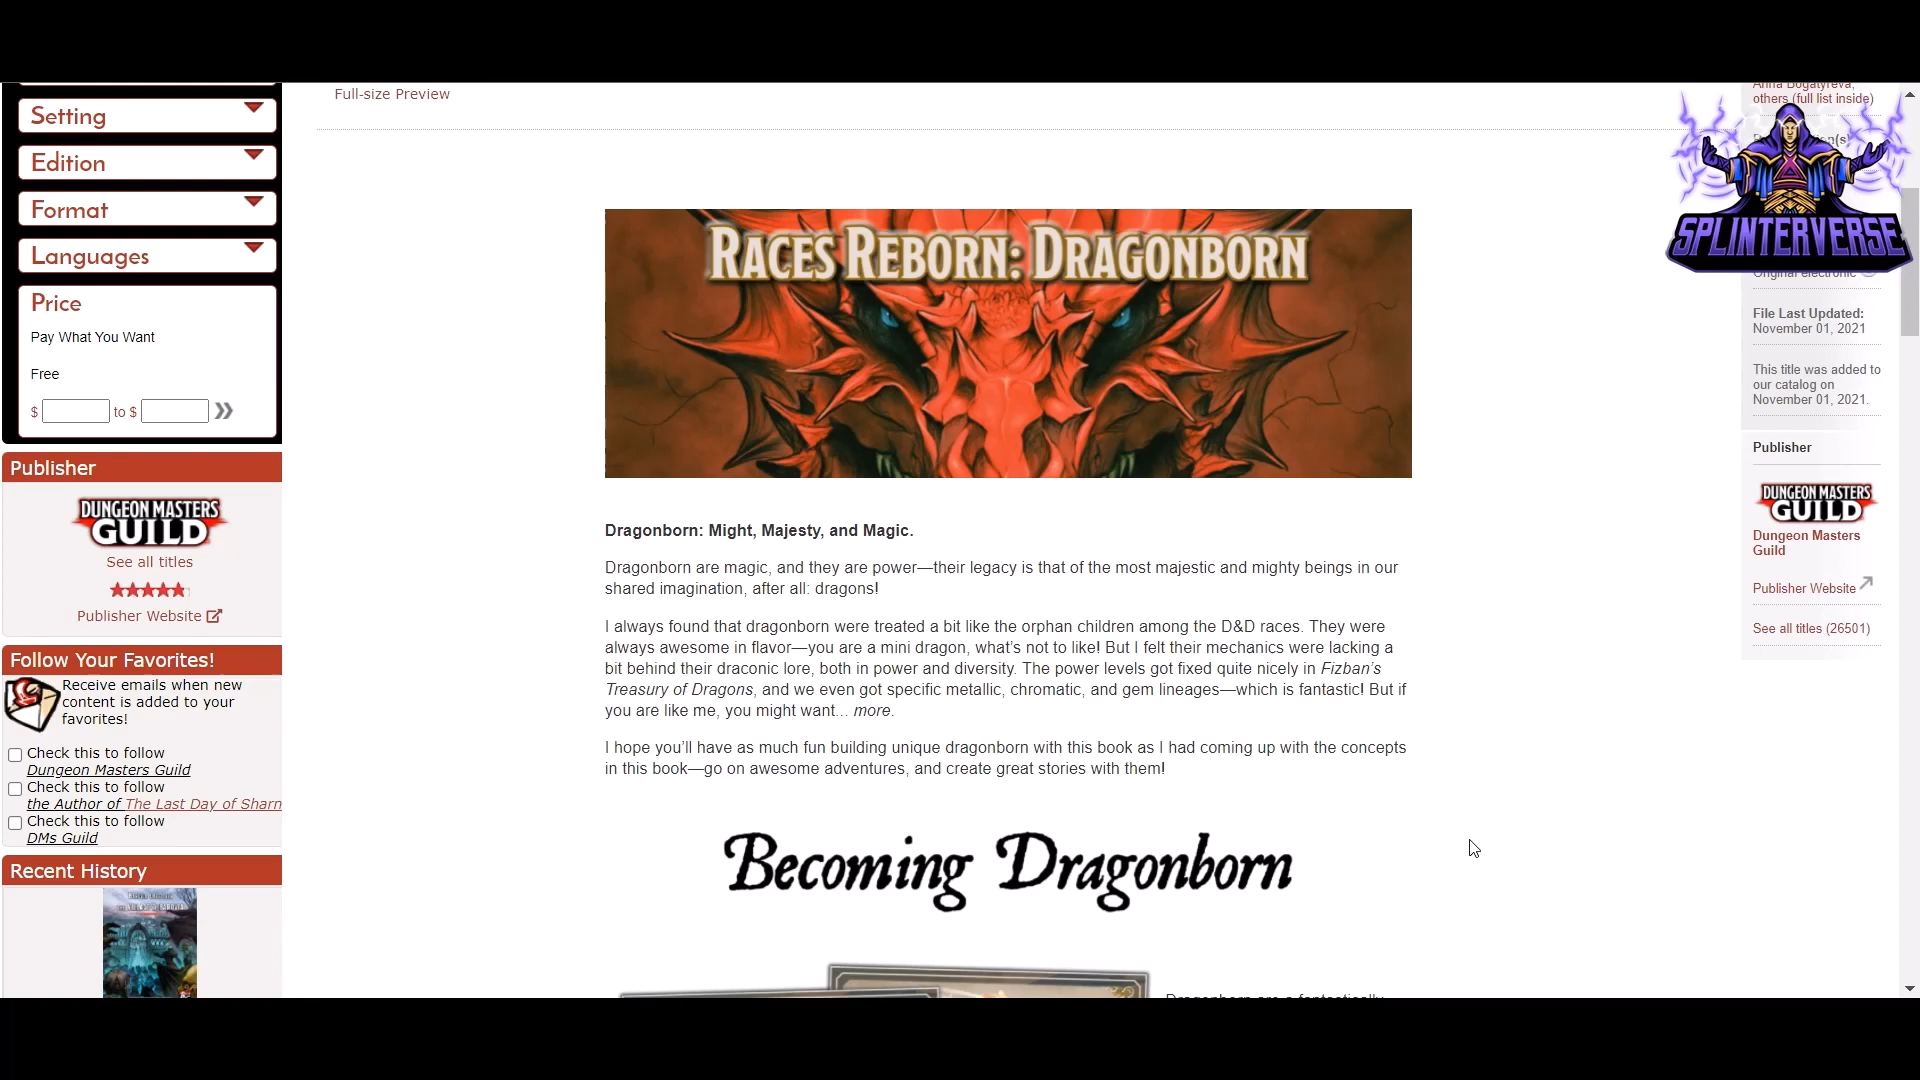 Setting
Edition
Format
Languages
Price
Pay What You Want
Free
$ to $
Publisher
DUNGEON MASTERS
GUILD
See all titles
Publisher Website
Follow Your Favorites!
Receive emails when new
content is added to your
favorites!
Check this to follow
Dungeon Masters Guild
Check this to follow
the Author of The Last Day of Sharn
Check this to follow
DMs Guild
Recent History
Full-size Preview
RACES REBORN: DRAGONBORN
Dragonborn: Might, Majesty, and Magic.
Dragonborn are magic, and they are power—their legacy is that of the most majestic and mighty beings in our
shared imagination, after all: dragons!
I always found that dragonborn were treated a bit like the orphan children among the D&D races. They were
always awesome in flavor—you are a mini dragon, what’s not to like! But I felt their mechanics were lacking a
bit behind their draconic lore, both in power and diversity. The power levels got fixed quite nicely in Fizban’s
Treasury of Dragons, and we even got specific metallic, chromatic, and gem lineages—which is fantastic! But if
you are like me, you might want... more.
I hope you’ll have as much fun building unique dragonborn with this book as I had coming up with the concepts
in this book—go on awesome adventures, and create great stories with them!
Becoming Dragonborn
Dragonborn are a fantastically
Anna Bogatyreva,
others (full list inside)
SPLINTERVERSE
Original electronic
File Last Updated:
November 01, 2021
This title was added to
our catalog on
November 01, 2021.
Publisher
DUNGEON MASTERS
GUILD
Dungeon Masters
Guild
Publisher Website
See all titles (26501)